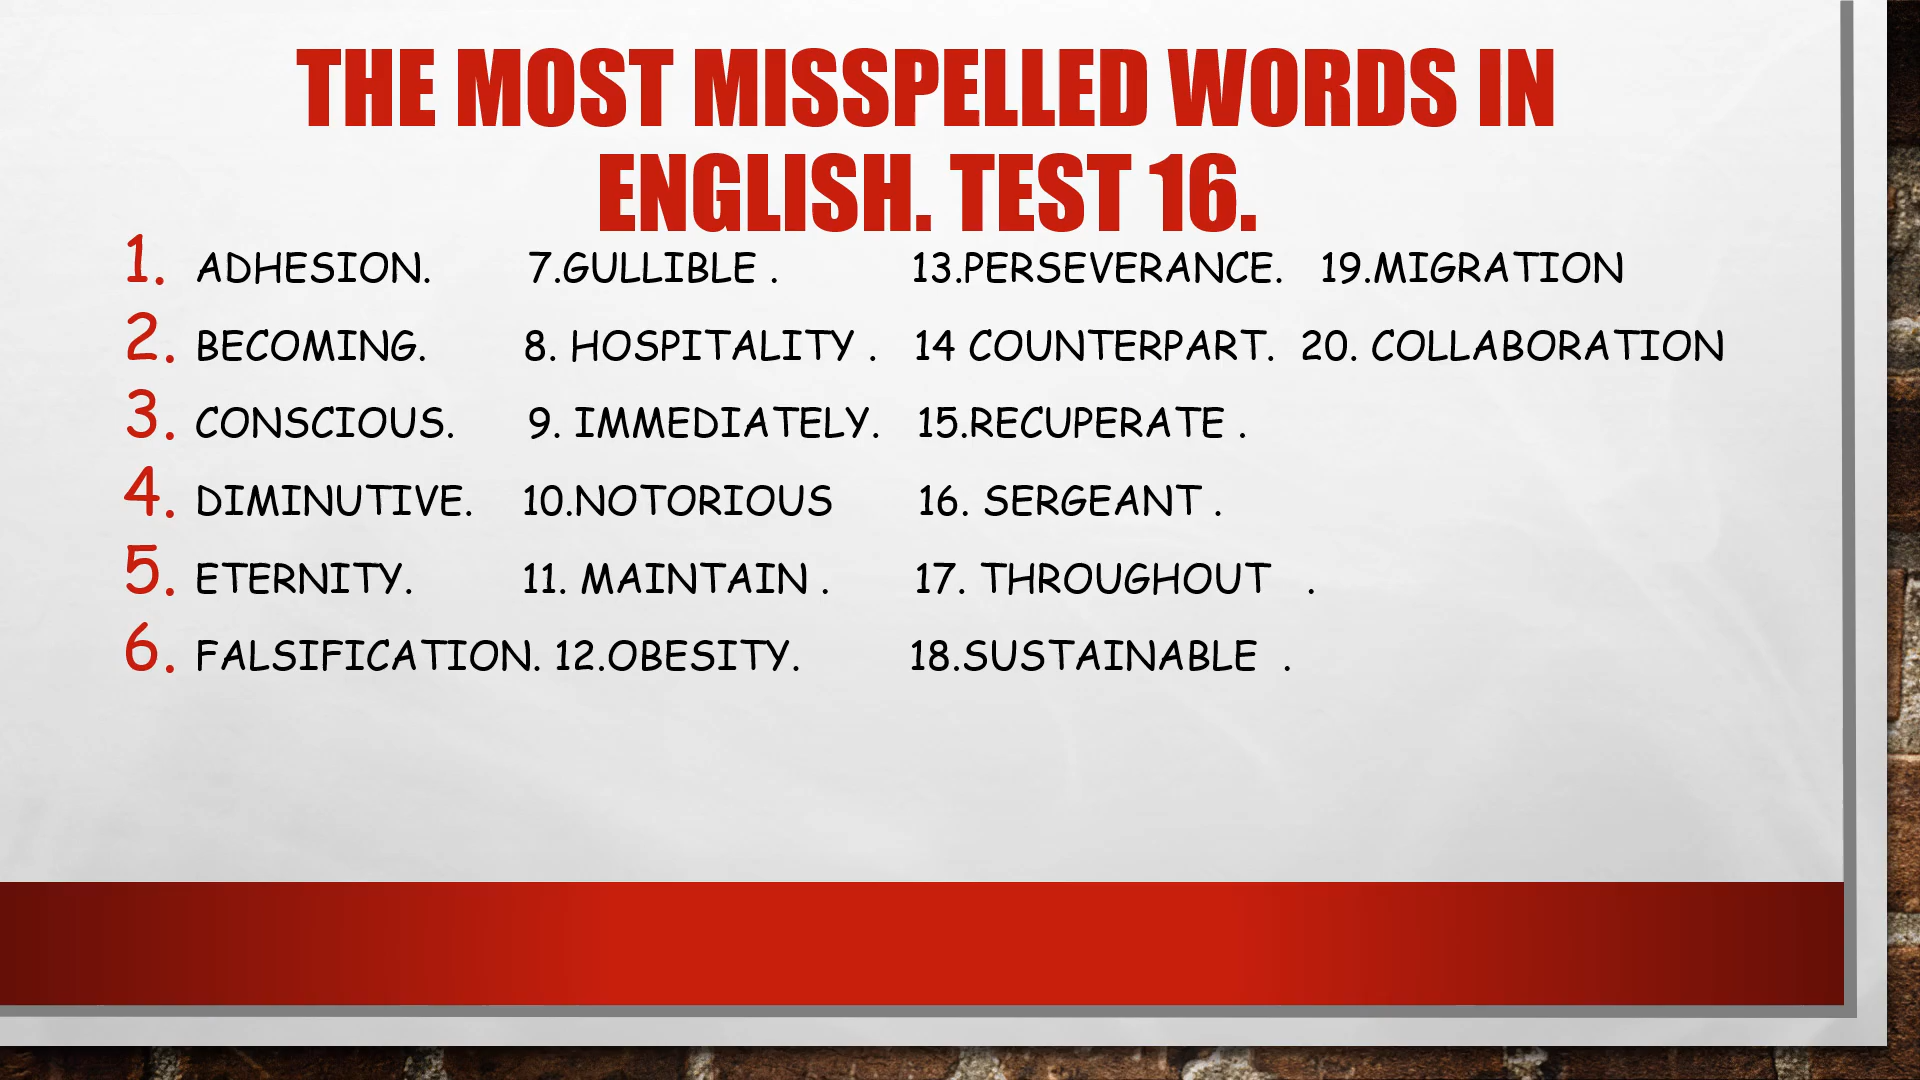 THE MOST MISSPELLED WORDS IN
ENGLISH. TEST 16.
1. ADHESION. 7.GULLIBLE . 13.PERSEVERANCE. 19.MIGRATION
2. BECOMING. 8. HOSPITALITY . 14 COUNTERPART. 20. COLLABORATION
3. CONSCIOUS. 9. IMMEDIATELY. 15.RECUPERATE .
4. DIMINUTIVE. 10.NOTORIOUS 16. SERGEANT .
5. ETERNITY. 11. MAINTAIN . 17. THROUGHOUT .
6. FALSIFICATION. 12.OBESITY. 18.SUSTAINABLE .